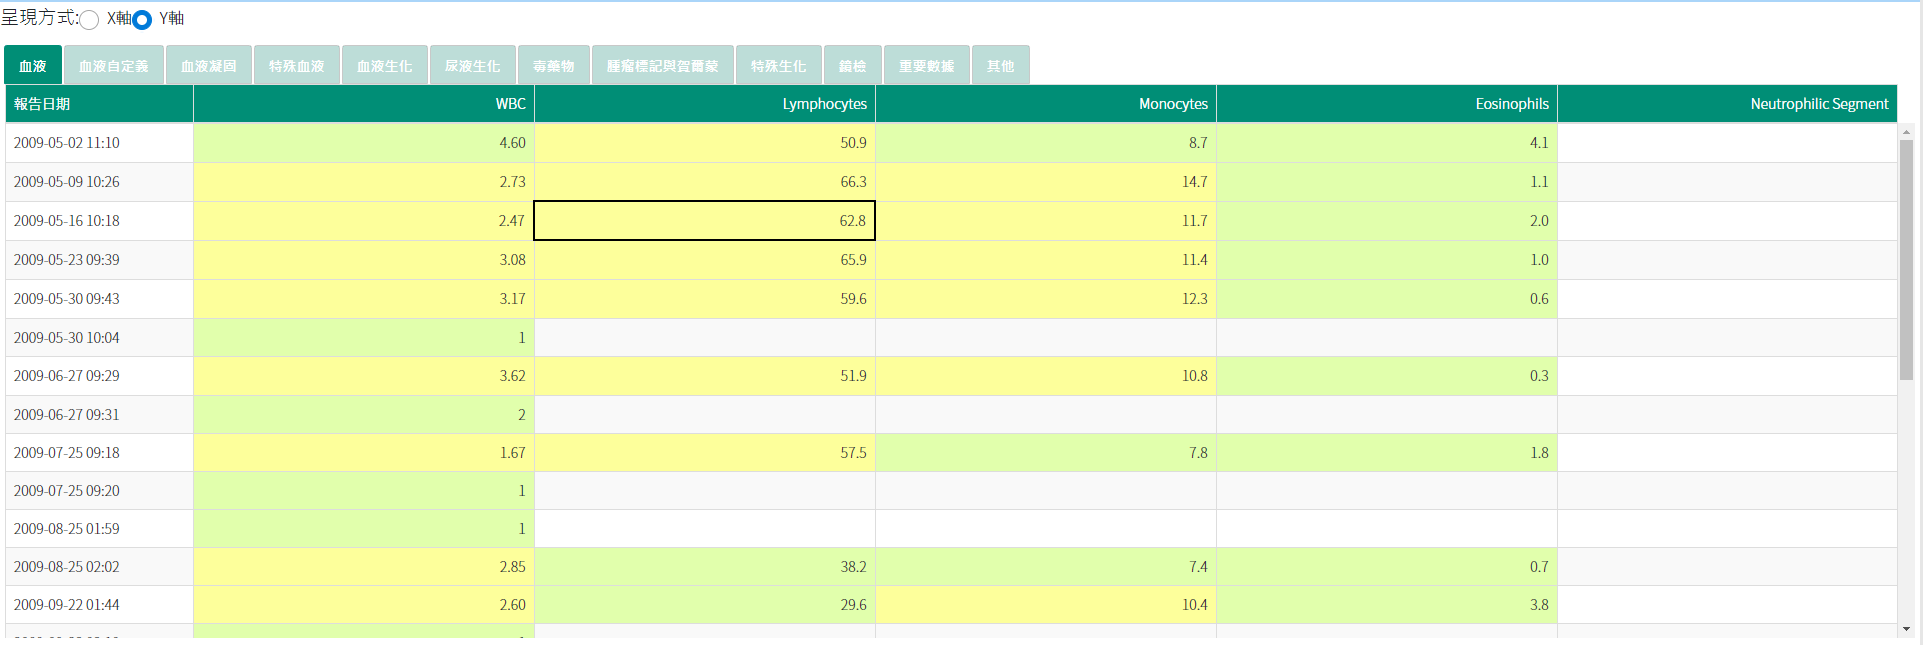 呈現方式: X軸 Y軸
血液 血液自定義 血液凝固 特殊血液 血液生化 尿液生化 毒藥物 腫瘤標記與賀爾蒙 特殊生化 鏡檢 重要數據 其他
報告日期 WBC Lymphocytes Monocytes Eosinophils Neutrophilic Segment
2009-05-02 11:10 4.60 50.9 8.7 4.1
2009-05-09 10:26 2.73 66.3 14.7 1.1
2009-05-16 10:18 2.47 62.8 11.7 2.0
2009-05-23 09:39 3.08 65.9 11.4 1.0
2009-05-30 09:43 3.17 59.6 12.3 0.6
2009-05-30 10:04 1
2009-06-27 09:29 3.62 51.9 10.8 0.3
2009-06-27 09:31 2
2009-07-25 09:18 1.67 57.5 7.8 1.8
2009-07-25 09:20 1
2009-08-25 01:59 1
2009-08-25 02:02 2.85 38.2 7.4 0.7
2009-09-22 01:44 2.60 29.6 10.4 3.8